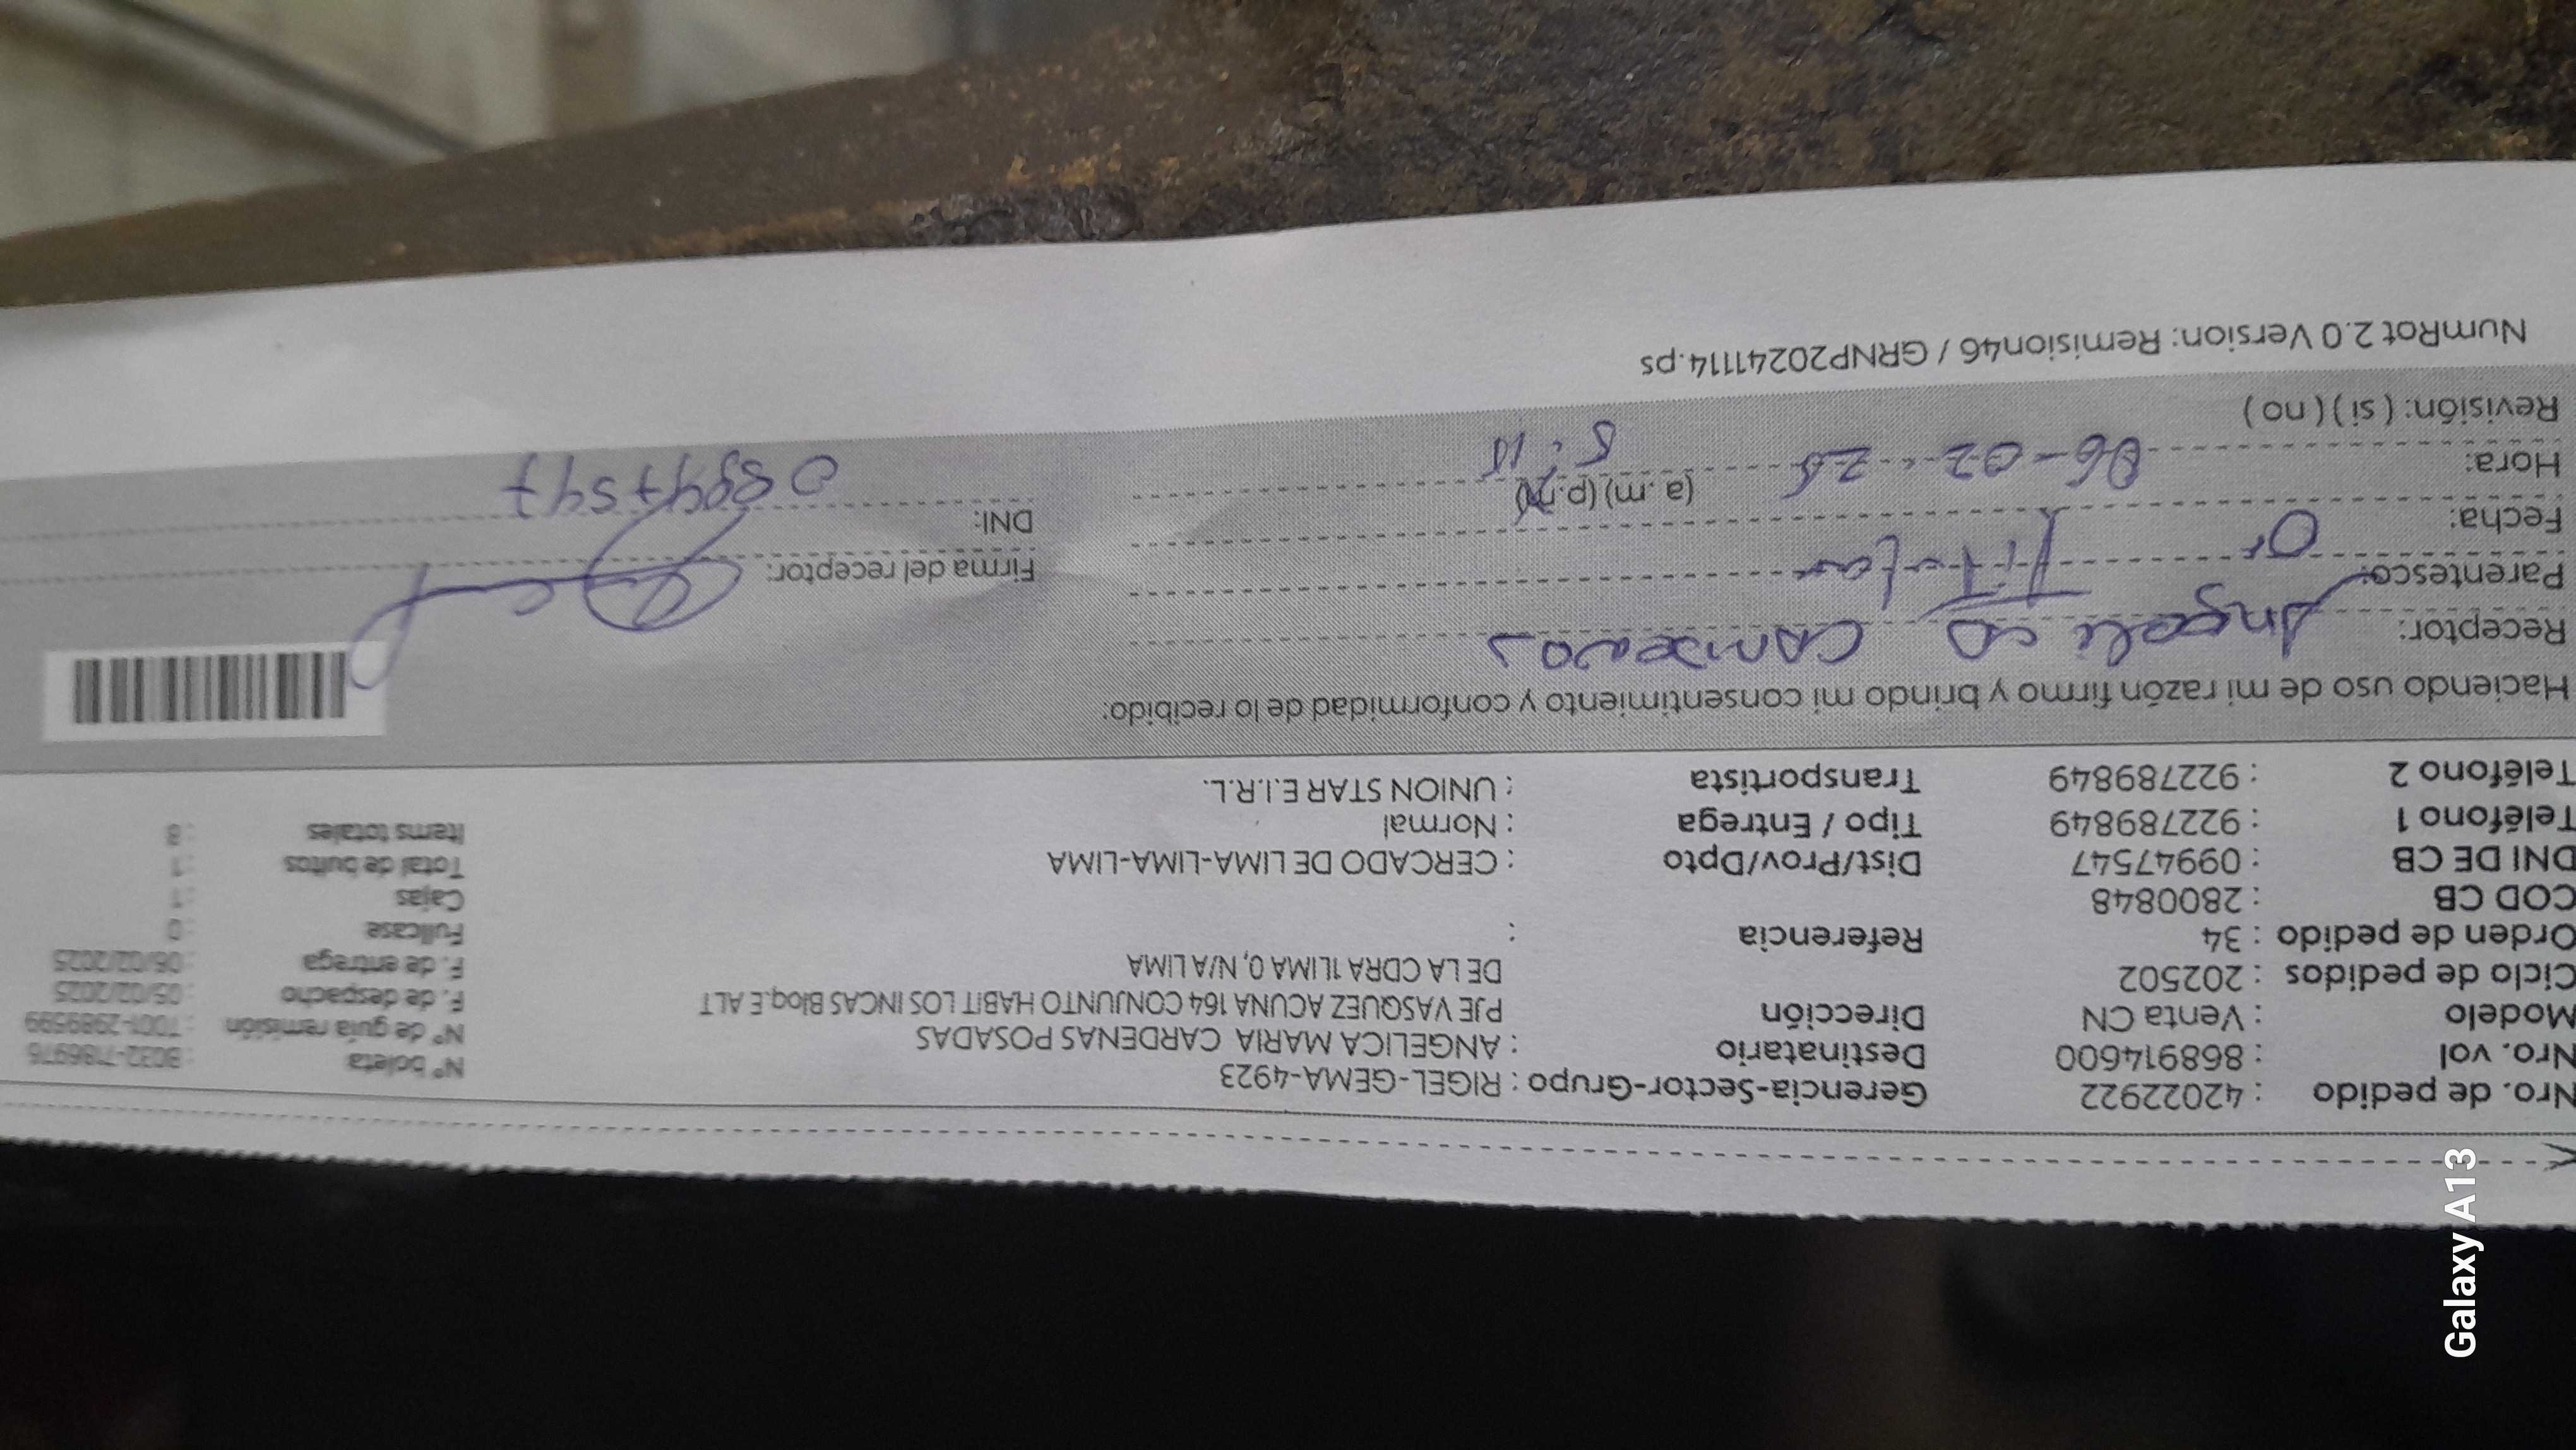 Nro. de pedido : 42022922 Gerencia-Sector-Grupo : RIGEL-GEMA-4923
Nro. vol : 868914600 Destinatario : ANGELICA MARIA CARDENAS POSADAS Nº boleta : B032-7186976
Modelo : Venta CN Dirección PJE VASQUEZ ACUNA 164 CONJUNTO HABIT LOS INCAS Bloq.E ALT Nº de guía remisión : T001-2989599
Ciclo de pedidos : 202502 DE LA CDRA 1LIMA 0, N/A LIMA F. de despacho : 05/02/2025
Orden de pedido : 34 Referencia : F. de entrega : 06/02/2025
COD CB : 2800848 Fullcase : 0
DNI DE CB : 09947547 Dist/Prov/Dpto : CERCADO DE LIMA-LIMA-LIMA Cajas : 1
Teléfono 1 : 922789849 Tipo / Entrega : Normal Total de bultos : 1
Teléfono 2 : 922789849 Transportista : UNION STAR E.I.R.L. Items totales : 8
Haciendo uso de mi razón firmo y brindo mi consentimiento y conformidad de lo recibido:
Receptor: Firma del receptor:
Parentesco: Titular
Fecha: DNI:
Hora: 06-02-25 (a.m) (p.m) 5:18
Revisión: ( si ) ( no )
NumRot 2.0 Version: Remision46 / GRNP20241114.ps
Galaxy A13